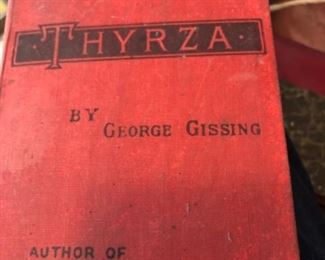 · THYRZA ·
BY
GEORGE GISSING
AUTHOR OF